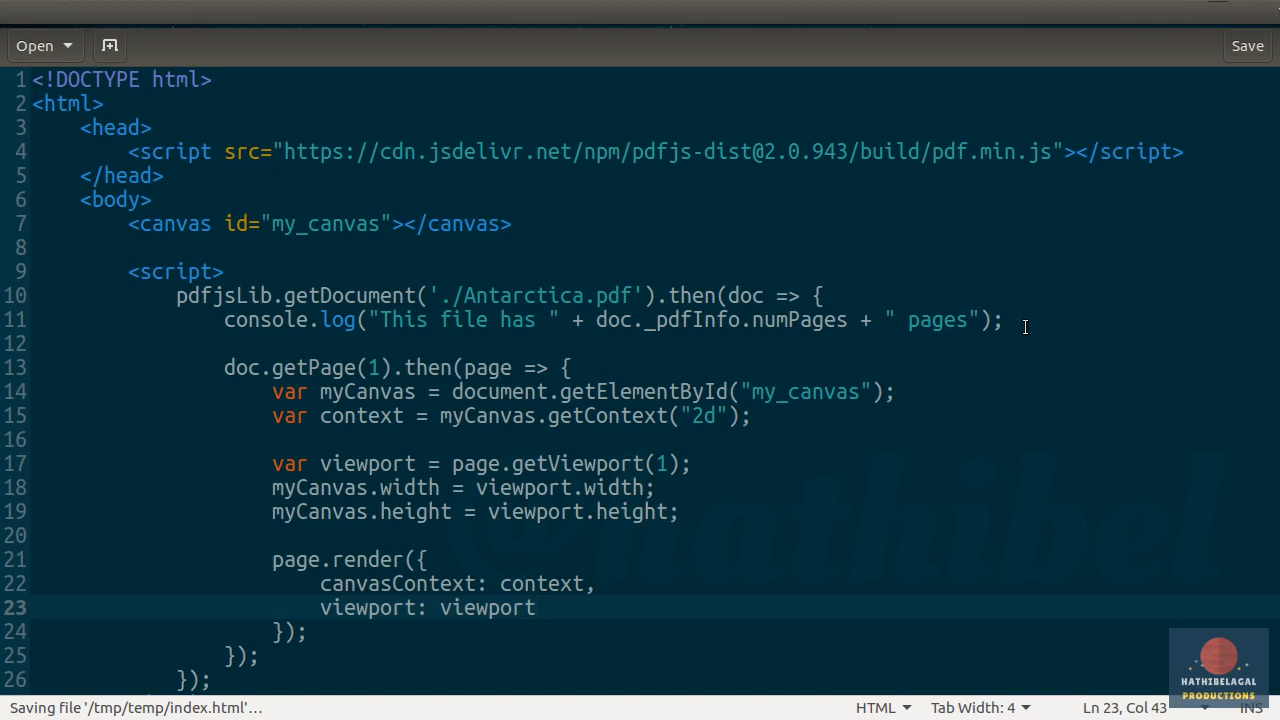 Open
Save
1 <!DOCTYPE html>
2 <html>
3 <head>
4 <script src="https://cdn.jsdelivr.net/npm/pdfjs-dist@2.0.943/build/pdf.min.js"></script>
5 </head>
6 <body>
7 <canvas id="my_canvas"></canvas>
8
9 <script>
10 pdfjsLib.getDocument('./Antarctica.pdf').then(doc => {
11 console.log("This file has " + doc._pdfInfo.numPages + " pages");
12
13 doc.getPage(1).then(page => {
14 var myCanvas = document.getElementById("my_canvas");
15 var context = myCanvas.getContext("2d");
16
17 var viewport = page.getViewport(1);
18 myCanvas.width = viewport.width;
19 myCanvas.height = viewport.height;
20
21 page.render({
22 canvasContext: context,
23 viewport: viewport
24 });
25 });
26 });
@hathibel
HATHIBELAGAL
PRODUCTIONS
Saving file '/tmp/temp/index.html'… HTML Tab Width: 4 Ln 23, Col 43 INS